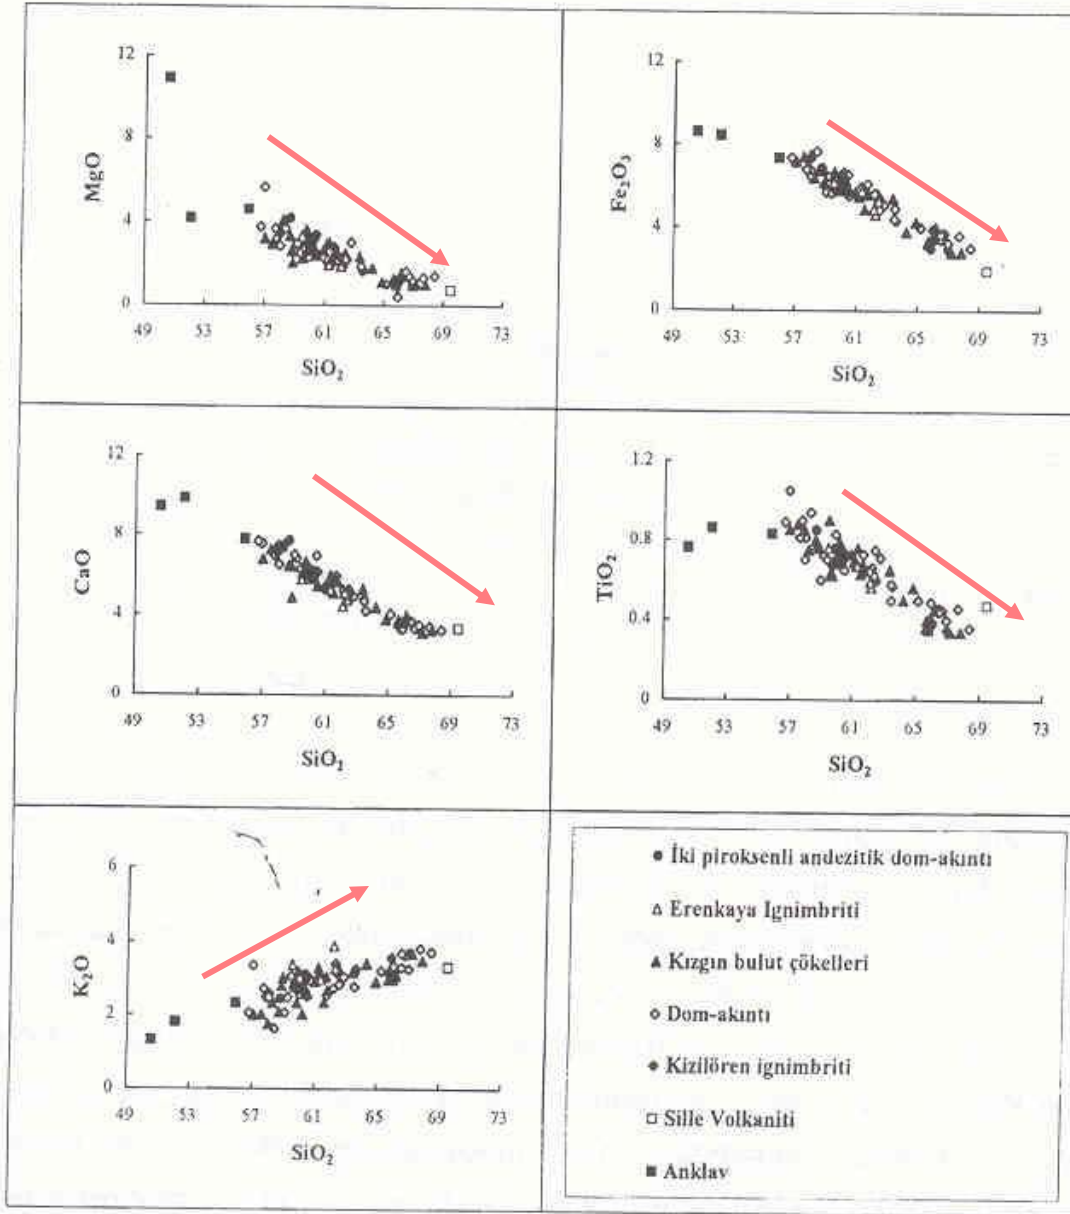 12
8
4
0
MgO
49 53 57 61 65 69 73
SiO₂
12
8
4
0
Fe₂O₃
49 53 57 61 65 69 73
SiO₂
12
8
4
0
CaO
49 53 57 61 65 69 73
SiO₂
1.2
0.8
0.4
0
TiO₂
49 53 57 61 65 69 73
SiO₂
6
4
2
0
K₂O
49 53 57 61 65 69 73
SiO₂
İki piroksenli andezitik dom-akıntı
Erenkaya Ignimbriti
Kızgın bulut çökelleri
Dom-akıntı
Kizilören ignimbriti
Sille Volkaniti
Anklav